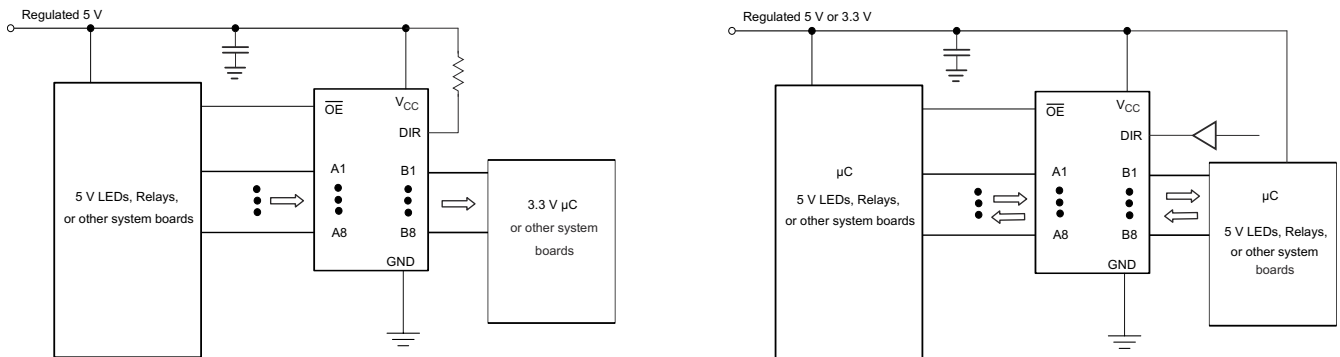 Regulated 5 V
OE
VCC
DIR
A1
B1
A8
B8
GND
5 V LEDs, Relays,
or other system boards
3.3 V µC
or other system
boards
Regulated 5 V or 3.3 V
OE
VCC
DIR
A1
B1
A8
B8
GND
µC
5 V LEDs, Relays,
or other system boards
µC
5 V LEDs, Relays,
or other system
boards